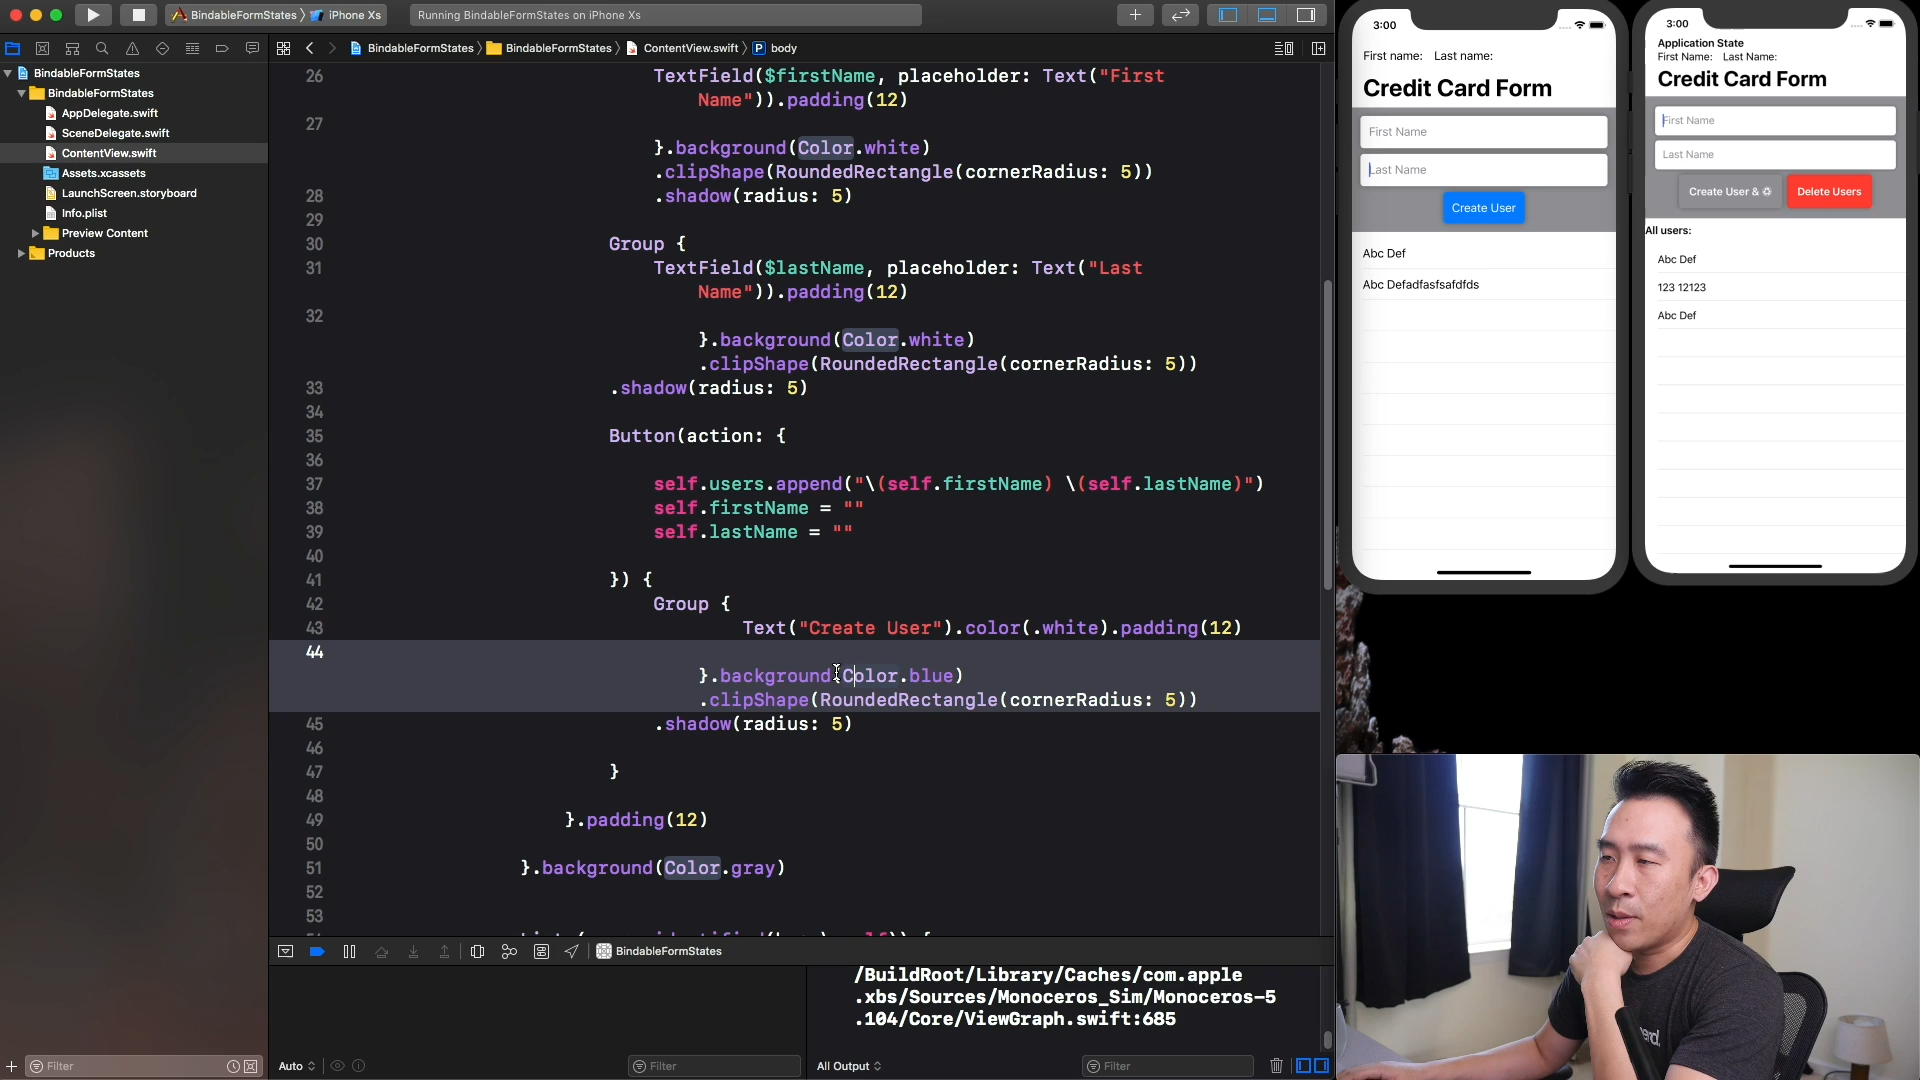 BindableFormStates
iPhone Xs
Running BindableFormStates on iPhone Xs
BindableFormStates
BindableFormStates
ContentView.swift
P
body
BindableFormStates
BindableFormStates
AppDelegate.swift
SceneDelegate.swift
ContentView.swift
Assets.xcassets
LaunchScreen.storyboard
Info.plist
Preview Content
Products
26 TextField($firstName, placeholder: Text("First
Name")).padding(12)
27
}.background(Color.white)
.clipShape(RoundedRectangle(cornerRadius: 5))
28 .shadow(radius: 5)
29
30 Group {
31 TextField($lastName, placeholder: Text("Last
Name")).padding(12)
32
}.background(Color.white)
.clipShape(RoundedRectangle(cornerRadius: 5))
33 .shadow(radius: 5)
34
35 Button(action: {
36
37 self.users.append("\(self.firstName) \(self.lastName)")
38 self.firstName = ""
39 self.lastName = ""
40
41 }) {
42 Group {
43 Text("Create User").color(.white).padding(12)
44
}.background(Color.blue)
.clipShape(RoundedRectangle(cornerRadius: 5))
45 .shadow(radius: 5)
46
47 }
48
49 }.padding(12)
50
51 }.background(Color.gray)
52
53
BindableFormStates
/BuildRoot/Library/Caches/com.apple
.xbs/Sources/Monoceros_Sim/Monoceros-5
.104/Core/ViewGraph.swift:685
Filter
Auto
Filter
All Output
Filter
3:00
First name: Last name:
Credit Card Form
First Name
Last Name
Create User
Abc Def
Abc Defadfasfsafdfds
3:00
Application State
First Name: Last Name:
Credit Card Form
First Name
Last Name
Create User & ♲
Delete Users
All users:
Abc Def
123 12123
Abc Def